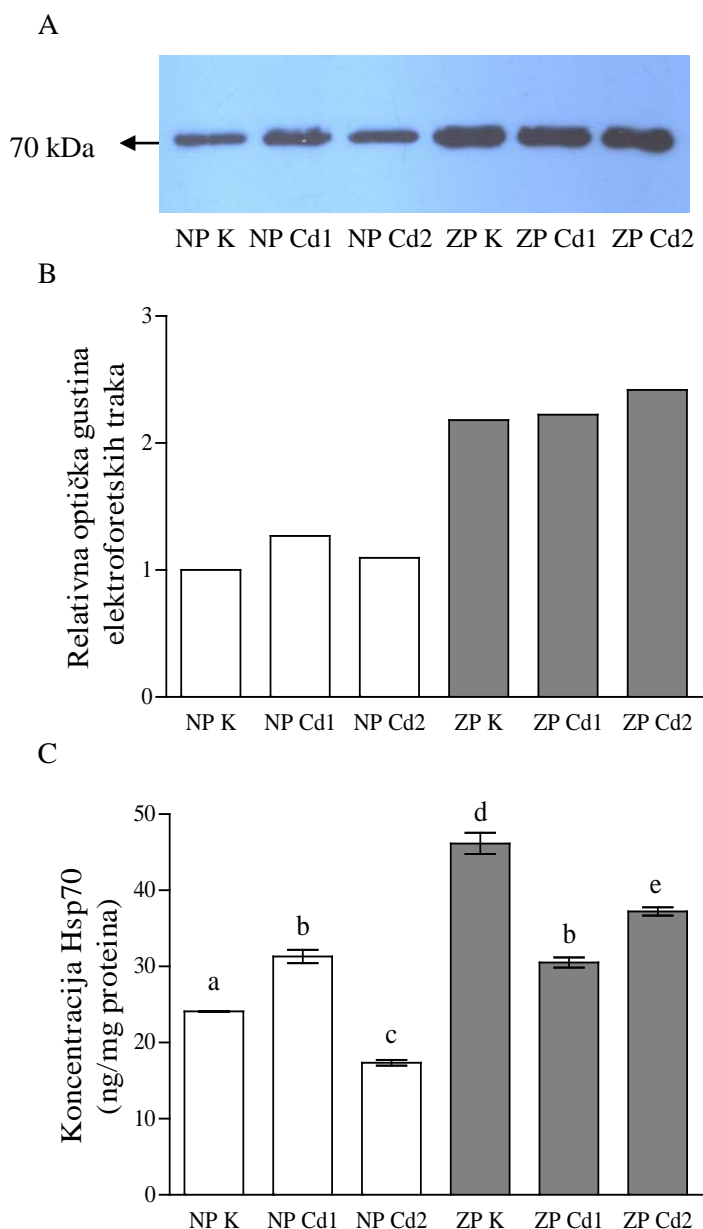 A
70 kDa
NP K NP Cd1 NP Cd2 ZP K ZP Cd1 ZP Cd2
B
Relativna optička gustina
elektroforetskih traka
3
2
1
0
NP K NP Cd1 NP Cd2 ZP K ZP Cd1 ZP Cd2
C
Koncentracija Hsp70
(ng/mg proteina)
50
40
30
20
10
0
a
b
c
d
b
e
NP K NP Cd1 NP Cd2 ZP K ZP Cd1 ZP Cd2